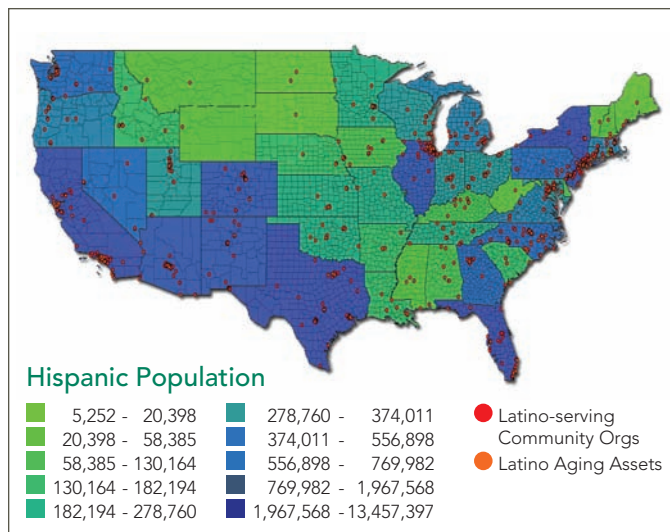 Hispanic Population
5,252 - 20,398
20,398 - 58,385
58,385 - 130,164
130,164 - 182,194
182,194 - 278,760
278,760 - 374,011
374,011 - 556,898
556,898 - 769,982
769,982 - 1,967,568
1,967,568 - 13,457,397
Latino-serving
Community Orgs
Latino Aging Assets